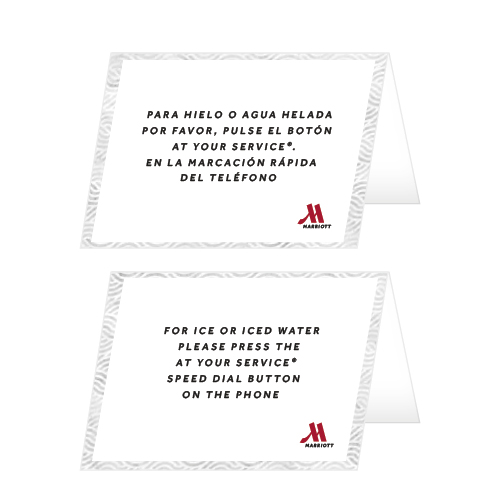 PARA HIELO O AGUA HELADA
POR FAVOR, PULSE EL BOTÓN
AT YOUR SERVICE®.
EN LA MARCACIÓN RÁPIDA
DEL TELÉFONO
MARRIOTT
FOR ICE OR ICED WATER
PLEASE PRESS THE
AT YOUR SERVICE®
SPEED DIAL BUTTON
ON THE PHONE
MARRIOTT